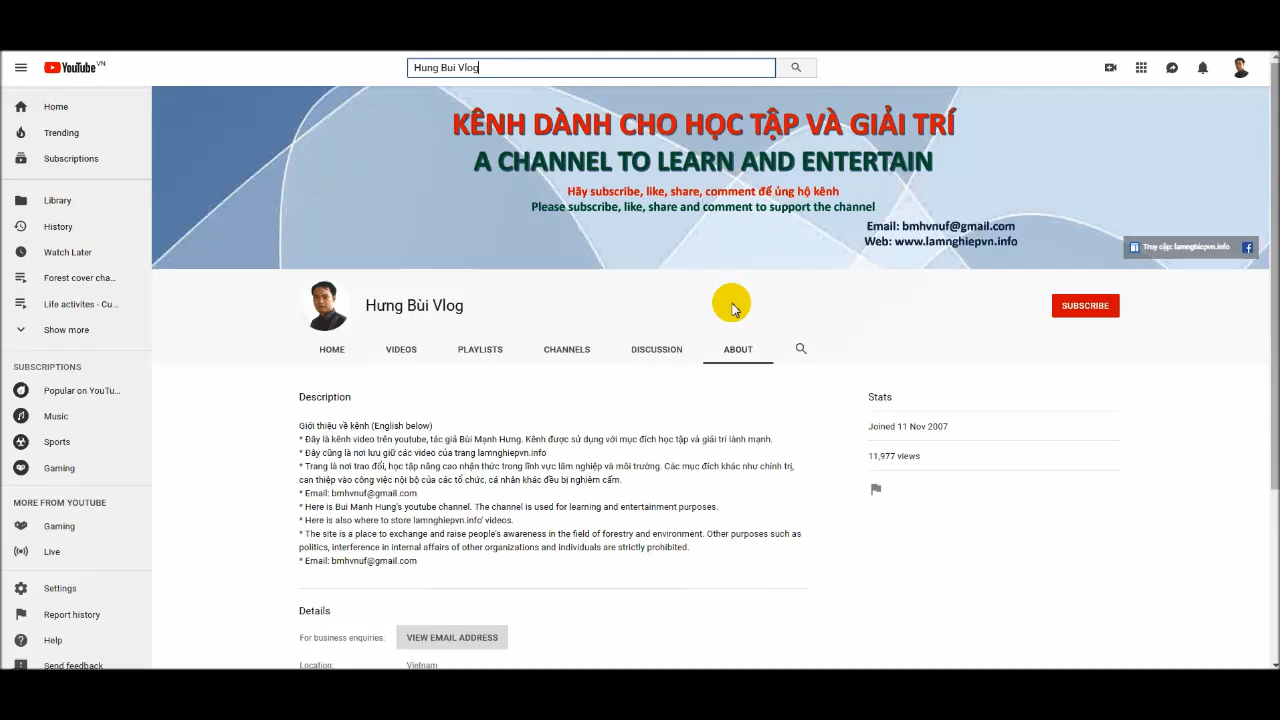 YouTube VN
Hung Bui Vlog
Home
Trending
Subscriptions
Library
History
Watch Later
Forest cover cha...
Life activites - Cu...
Show more
SUBSCRIPTIONS
Popular on YouTu...
Music
Sports
Gaming
MORE FROM YOUTUBE
Gaming
Live
Settings
Report history
Help
Send feedback
KÊNH DÀNH CHO HỌC TẬP VÀ GIẢI TRÍ
A CHANNEL TO LEARN AND ENTERTAIN
Hãy subscribe, like, share, comment để ủng hộ kênh
Please subscribe, like, share and comment to support the channel
Email: bmhvnuf@gmail.com
Web: www.lamnghiepvn.info
Truy cập: lamnghiepvn.info
Hưng Bùi Vlog
SUBSCRIBE
HOME VIDEOS PLAYLISTS CHANNELS DISCUSSION ABOUT
Description
Giới thiệu về kênh (English below)
* Đây là kênh video trên youtube, tác giả Bùi Mạnh Hưng. Kênh được sử dụng với mục đích học tập và giải trí lành mạnh.
* Đây cũng là nơi lưu giữ các video của trang lamnghiepvn.info
* Trang là nơi trao đổi, học tập nâng cao nhận thức trong lĩnh vực lâm nghiệp và môi trường. Các mục đích khác như chính trị,
can thiệp vào công việc nội bộ của các tổ chức, cá nhân khác đều bị nghiêm cấm.
* Email: bmhvnuf@gmail.com
* Here is Bui Manh Hung's youtube channel. The channel is used for learning and entertainment purposes.
* Here is also where to store lamnghiepvn.info' videos.
* The site is a place to exchange and raise people's awareness in the field of forestry and environment. Other purposes such as
politics, interference in internal affairs of other organizations and individuals are strictly prohibited.
* Email: bmhvnuf@gmail.com
Details
For business enquiries: VIEW EMAIL ADDRESS
Location: Vietnam
Stats
Joined 11 Nov 2007
11,977 views